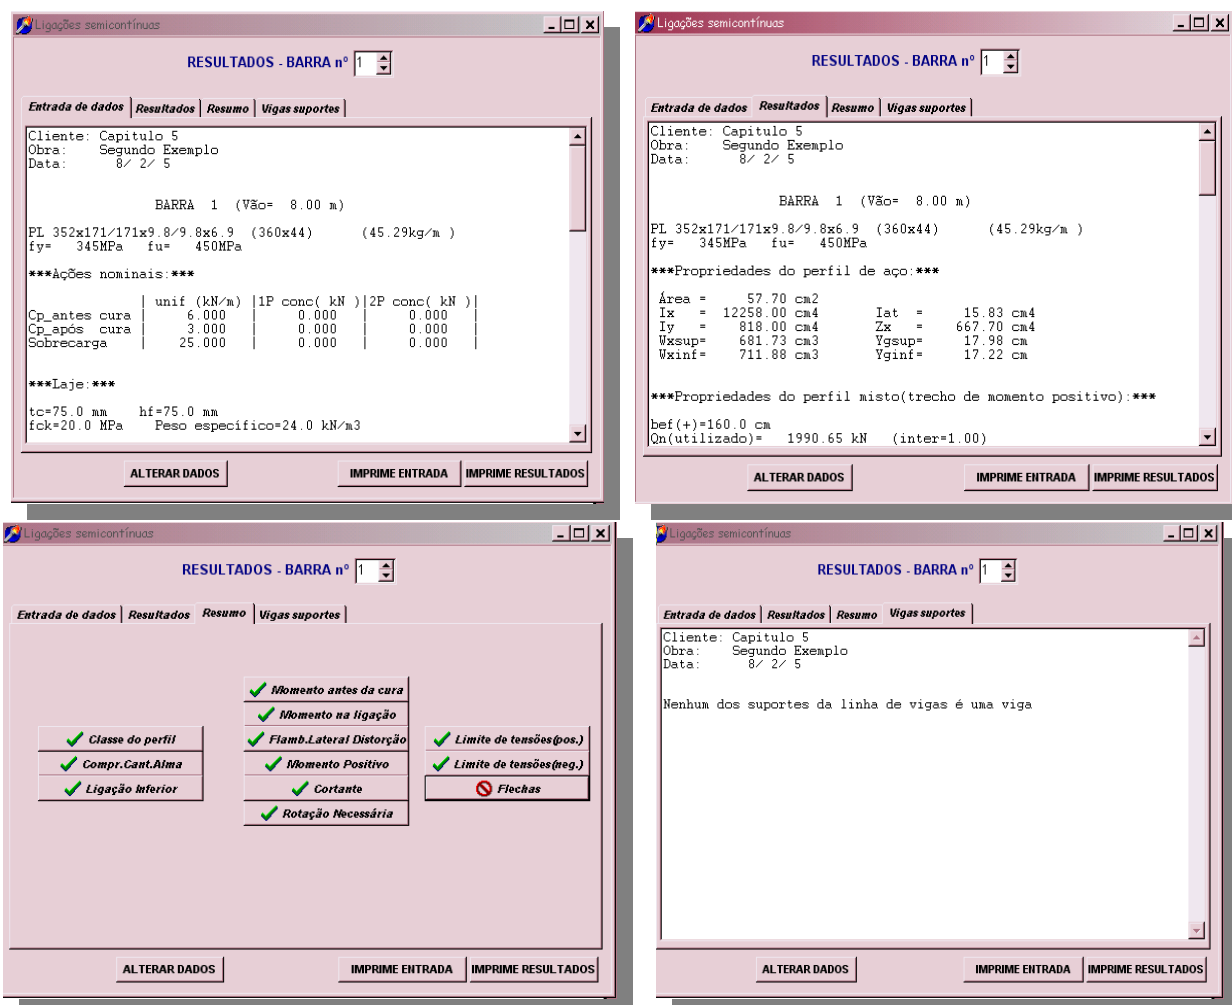 Ligações semicontínuas
RESULTADOS - BARRA nº 1
Entrada de dados Resultados Resumo Vigas suportes
Cliente: Capitulo 5
Obra: Segundo Exemplo
Data: 8/ 2/ 5
BARRA 1 (Vão= 8.00 m)
PL 352x171/171x9.8/9.8x6.9 (360x44) (45.29kg/m )
fy= 345MPa fu= 450MPa
***Ações nominais:***
| unif (kN/m) |1P conc( kN )|2P conc( kN )|
Cp_antes cura | 6.000 | 0.000 | 0.000 |
Cp_após cura | 3.000 | 0.000 | 0.000 |
Sobrecarga | 25.000 | 0.000 | 0.000 |
***Laje:***
tc=75.0 mm hf=75.0 mm
fck=20.0 MPa Peso específico=24.0 kN/m3
ALTERAR DADOS IMPRIME ENTRADA IMPRIME RESULTADOS
Ligações semicontínuas
RESULTADOS - BARRA nº 1
Entrada de dados Resultados Resumo Vigas suportes
Cliente: Capitulo 5
Obra: Segundo Exemplo
Data: 8/ 2/ 5
BARRA 1 (Vão= 8.00 m)
PL 352x171/171x9.8/9.8x6.9 (360x44) (45.29kg/m )
fy= 345MPa fu= 450MPa
***Propriedades do perfil de aço:***
Área = 57.70 cm2
Ix = 12258.00 cm4 Iat = 15.83 cm4
Iy = 818.00 cm4 Zx = 667.70 cm4
Wxsup= 681.73 cm3 Ygsup= 17.98 cm
Wxinf= 711.88 cm3 Yginf= 17.22 cm
***Propriedades do perfil misto(trecho de momento positivo):***
bef(+)=160.0 cm
Qn(utilizado)= 1990.65 kN (inter=1.00)
ALTERAR DADOS IMPRIME ENTRADA IMPRIME RESULTADOS
Ligações semicontínuas
RESULTADOS - BARRA nº 1
Entrada de dados Resultados Resumo Vigas suportes
Momento antes da cura
Momento na ligação
Classe do perfil Flamb.Lateral Distorção Limite de tensões(pos.)
Compr.Cant.Alma Momento Positivo Limite de tensões(neg.)
Ligação Inferior Cortante Flechas
Rotação Necessária
ALTERAR DADOS IMPRIME ENTRADA IMPRIME RESULTADOS
Ligações semicontínuas
RESULTADOS - BARRA nº 1
Entrada de dados Resultados Resumo Vigas suportes
Cliente: Capitulo 5
Obra: Segundo Exemplo
Data: 8/ 2/ 5
Nenhum dos suportes da linha de vigas é uma viga
ALTERAR DADOS IMPRIME ENTRADA IMPRIME RESULTADOS